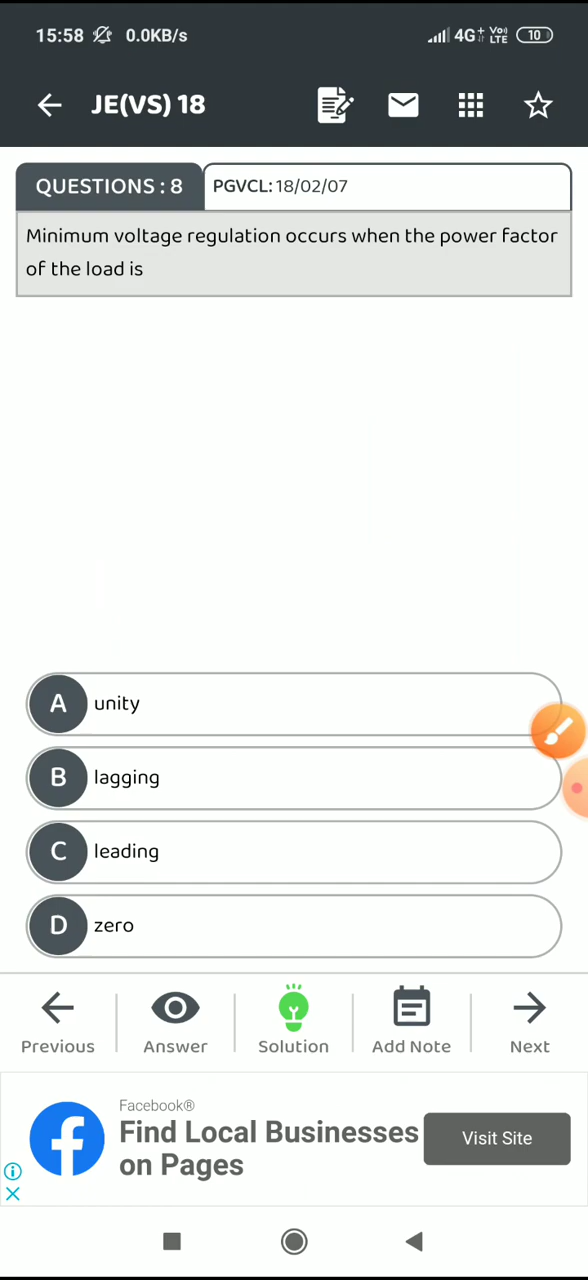 15:58 0.0KB/s 4G+ Vo) LTE 10
JE(VS) 18
QUESTIONS : 8 PGVCL: 18/02/07
Minimum voltage regulation occurs when the power factor
of the load is
A unity
B lagging
C leading
D zero
Previous Answer Solution Add Note Next
Facebook®
Find Local Businesses
on Pages
Visit Site